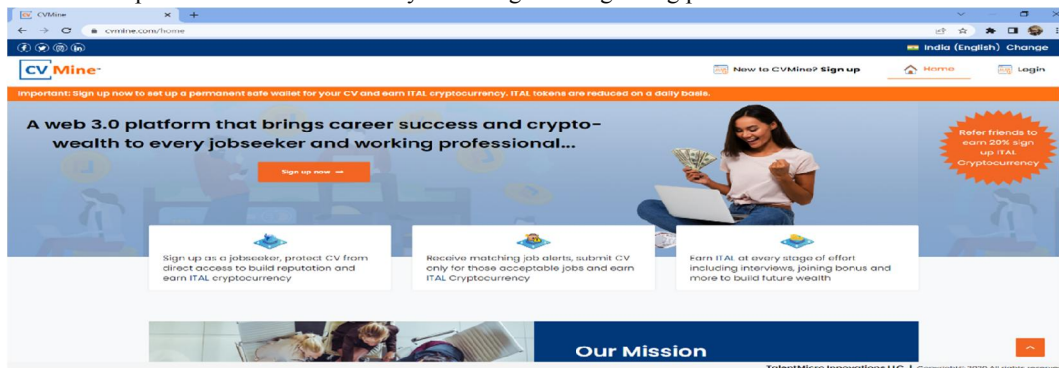 CVMine
cvmine.com/home
India (English) Change
CV Mine
New to CVMine? Sign up
Home
Login
Important: Sign up now to set up a permanent safe wallet for your CV and earn ITAL cryptocurrency. ITAL tokens are reduced on a daily basis.
A web 3.0 platform that brings career success and crypto-
wealth to every jobseeker and working professional...
Sign up now
Refer friends to
earn 20% sign
up ITAL
Cryptocurrency
Sign up as a jobseeker, protect CV from
direct access to build reputation and
earn ITAL cryptocurrency
Receive matching job alerts, submit CV
only for those acceptable jobs and earn
ITAL Cryptocurrency
Earn ITAL at every stage of effort
including interviews, joining bonus and
more to build future wealth
Our Mission